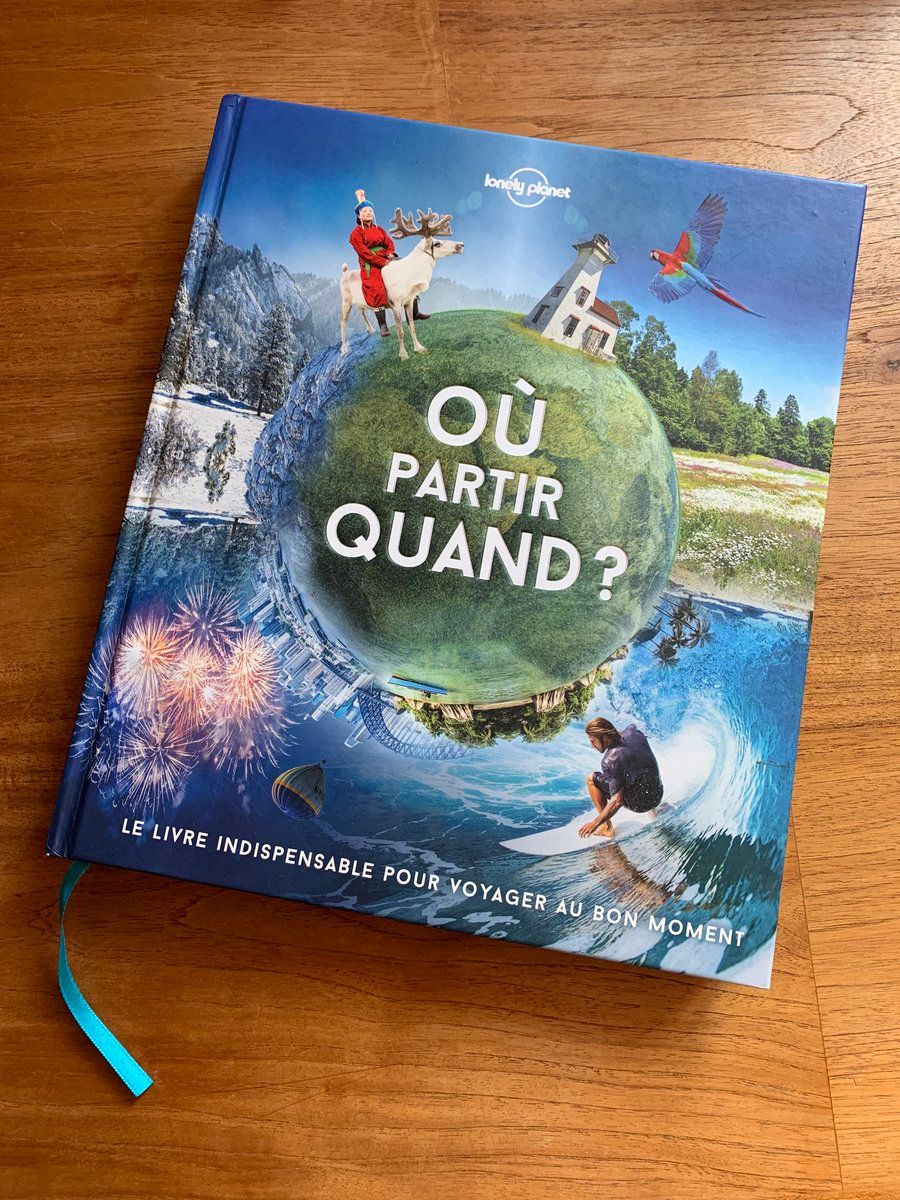 lonely planet
OÙ
PARTIR
QUAND ?
LE LIVRE INDISPENSABLE POUR VOYAGER AU BON MOMENT